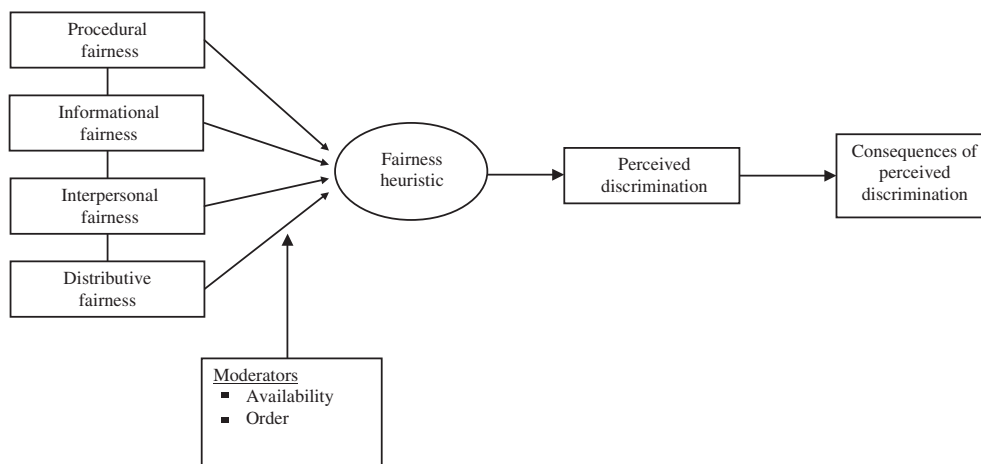 Procedural
fairness
Informational
fairness
Interpersonal
fairness
Distributive
fairness
Fairness
heuristic
Perceived
discrimination
Consequences of
perceived
discrimination
Moderators
▪ Availability
▪ Order